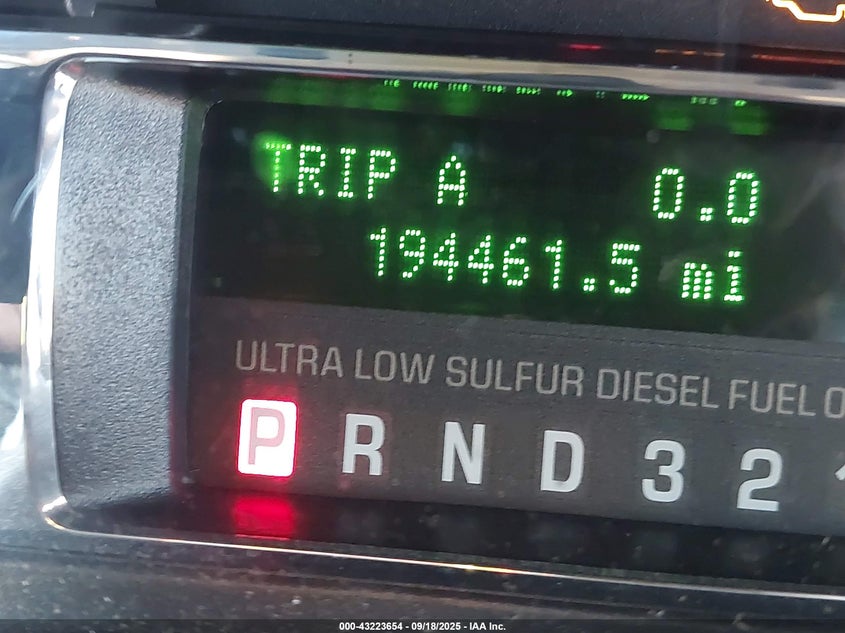 TRIP A 0.0
194461.5 mi
ULTRA LOW SULFUR DIESEL FUEL
P R N D 3 2
000-43223654 - 09/18/2025 - IAA Inc.